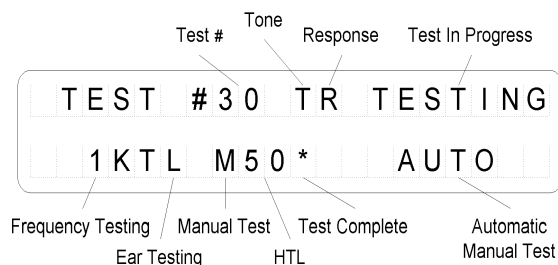 Test # Tone Response Test In Progress
TEST #30 TR TESTING
1KTL M50* AUTO
Frequency Testing Manual Test Test Complete Automatic
Ear Testing HTL Manual Test